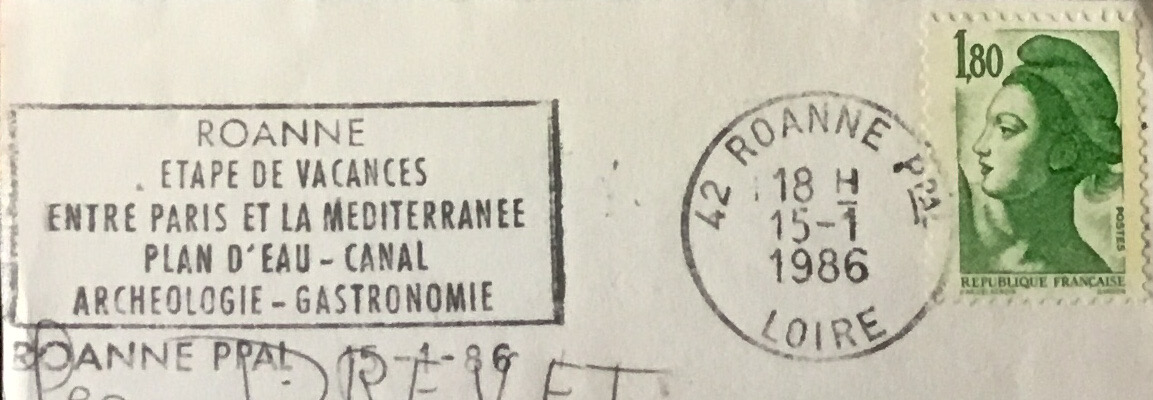 ROANNE
ETAPE DE VACANCES
ENTRE PARIS ET LA MEDITERRANEE
PLAN D'EAU - CANAL
ARCHEOLOGIE - GASTRONOMIE
ROANNE PPAL 15-1-86
DREVET
42 ROANNE PPAL
18 H
15-1
1986
LOIRE
1,80
POSTES
REPUBLIQUE FRANÇAISE